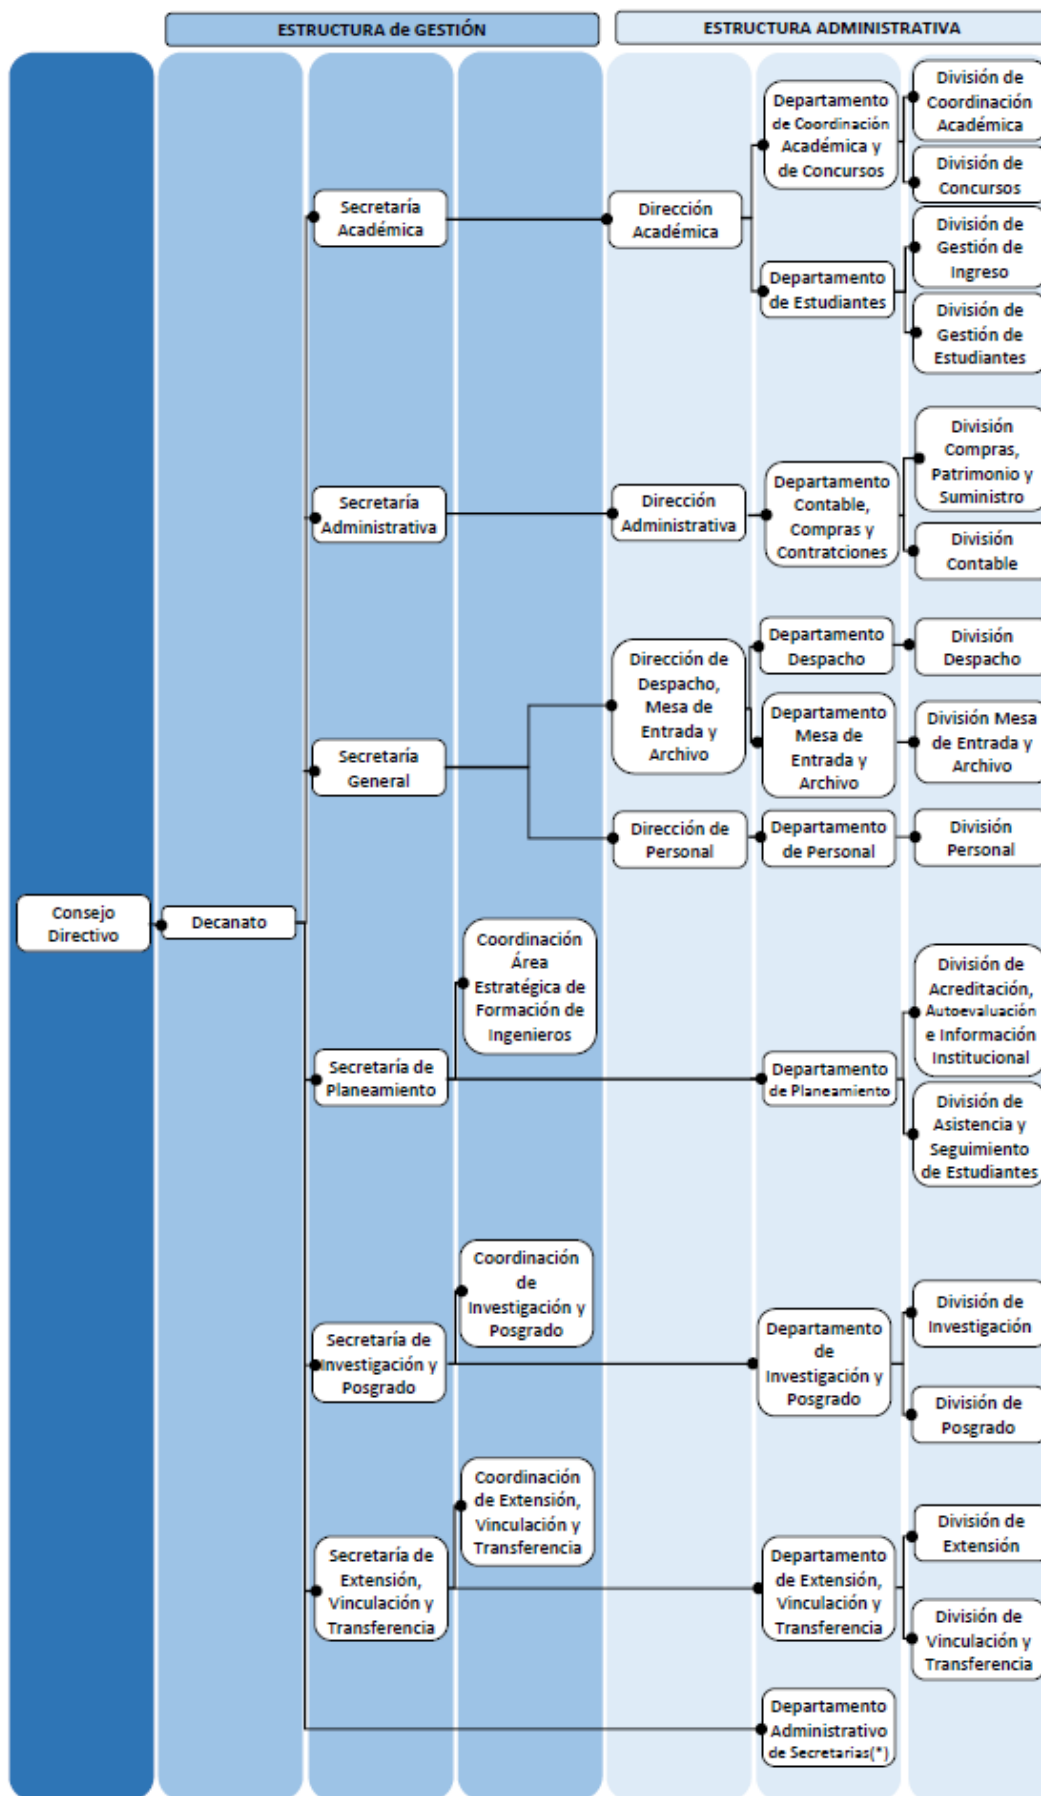 ESTRUCTURA de GESTIÓN
ESTRUCTURA ADMINISTRATIVA
Consejo
Directivo
Decanato
Secretaría
Académica
Dirección
Académica
Departamento
de Coordinación
Académica y
de Concursos
División de
Coordinación
Académica
División de
Concursos
Departamento
de Estudiantes
División de
Gestión de
Ingreso
División de
Gestión de
Estudiantes
Secretaría
Administrativa
Dirección
Administrativa
Departamento
Contable,
Compras y
Contratciones
División
Compras,
Patrimonio y
Suministro
División
Contable
Secretaría
General
Dirección de
Despacho,
Mesa de
Entrada y
Archivo
Departamento
Despacho
División
Despacho
Departamento
Mesa de
Entrada y
Archivo
División Mesa
de Entrada y
Archivo
Dirección de
Personal
Departamento
de Personal
División
Personal
Secretaría de
Planeamiento
Coordinación
Área
Estratégica de
Formación de
Ingenieros
Departamento
de Planeamiento
División de
Acreditación,
Autoevaluación
e Información
Institucional
División de
Asistencia y
Seguimiento
de Estudiantes
Secretaría de
Investigación y
Posgrado
Coordinación
de
Investigación y
Posgrado
Departamento
de
Investigación y
Posgrado
División de
Investigación
División de
Posgrado
Secretaría de
Extensión,
Vinculación y
Transferencia
Coordinación
de Extensión,
Vinculación y
Transferencia
Departamento
de Extensión,
Vinculación y
Transferencia
División de
Extensión
División de
Vinculación y
Transferencia
Departamento
Administrativo
de Secretarias(*)